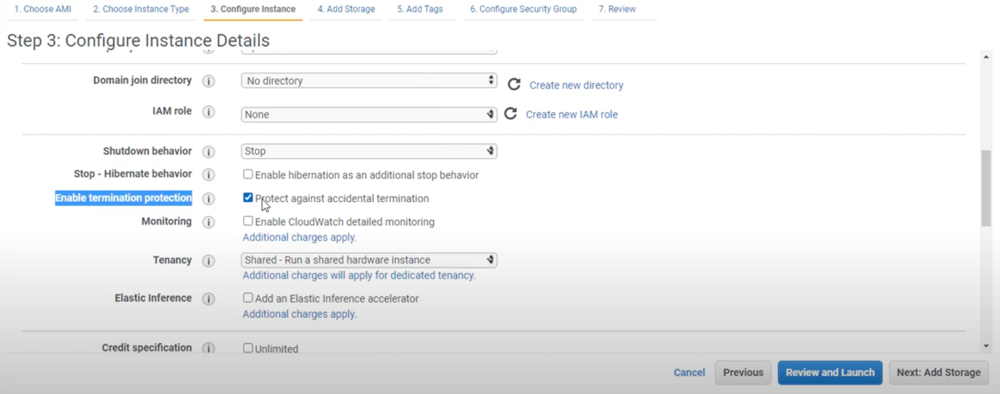 1. Choose AMI 2. Choose Instance Type 3. Configure Instance 4. Add Storage 5. Add Tags 6. Configure Security Group 7. Review
Step 3: Configure Instance Details
Domain join directory i No directory Create new directory
IAM role i None Create new IAM role
Shutdown behavior i Stop
Stop - Hibernate behavior i Enable hibernation as an additional stop behavior
Enable termination protection i Protect against accidental termination
Monitoring i Enable CloudWatch detailed monitoring
Additional charges apply.
Tenancy i Shared - Run a shared hardware instance
Additional charges will apply for dedicated tenancy.
Elastic Inference i Add an Elastic Inference accelerator
Additional charges apply.
Credit specification i Unlimited
Cancel Previous Review and Launch Next: Add Storage